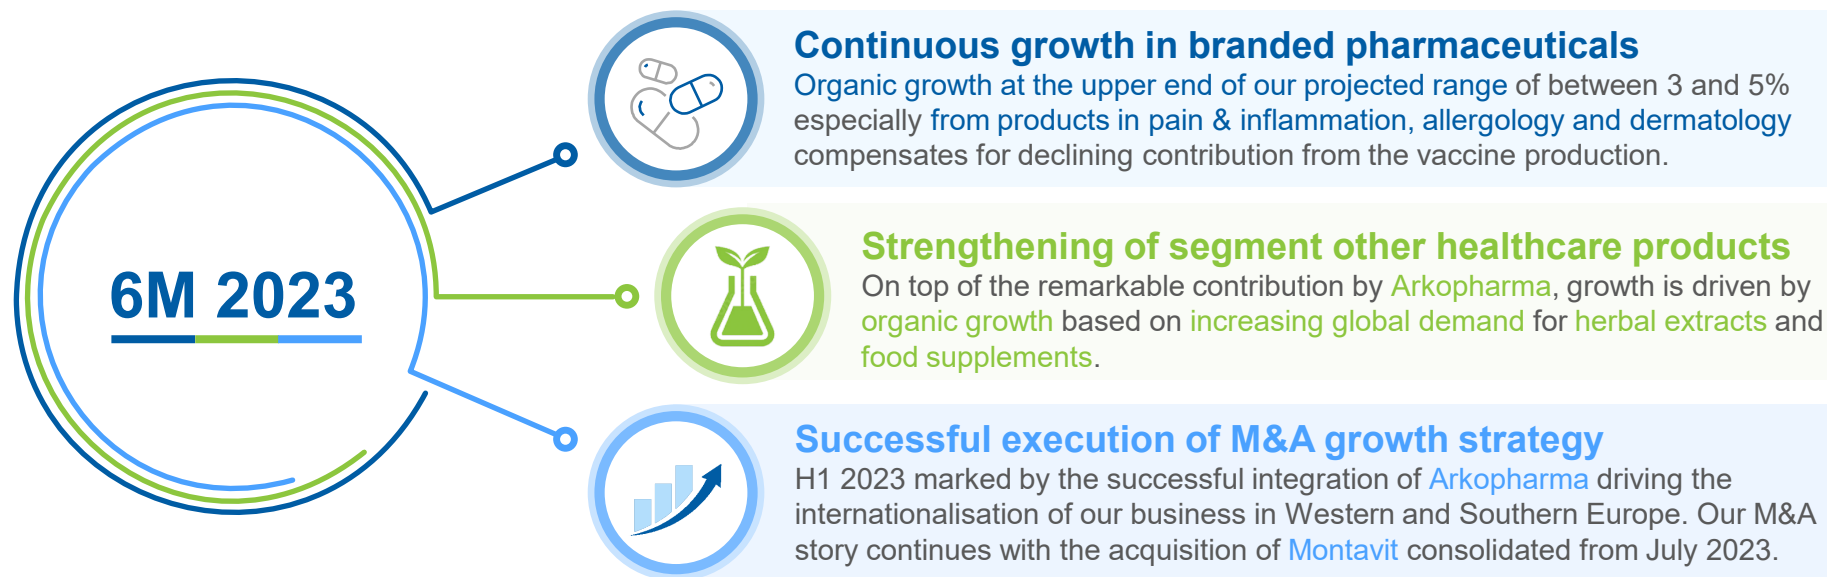 6M 2023
Continuous growth in branded pharmaceuticals
Organic growth at the upper end of our projected range of between 3 and 5%
especially from products in pain & inflammation, allergology and dermatology
compensates for declining contribution from the vaccine production.
Strengthening of segment other healthcare products
On top of the remarkable contribution by Arkopharma, growth is driven by
organic growth based on increasing global demand for herbal extracts and
food supplements.
Successful execution of M&A growth strategy
H1 2023 marked by the successful integration of Arkopharma driving the
internationalisation of our business in Western and Southern Europe. Our M&A
story continues with the acquisition of Montavit consolidated from July 2023.